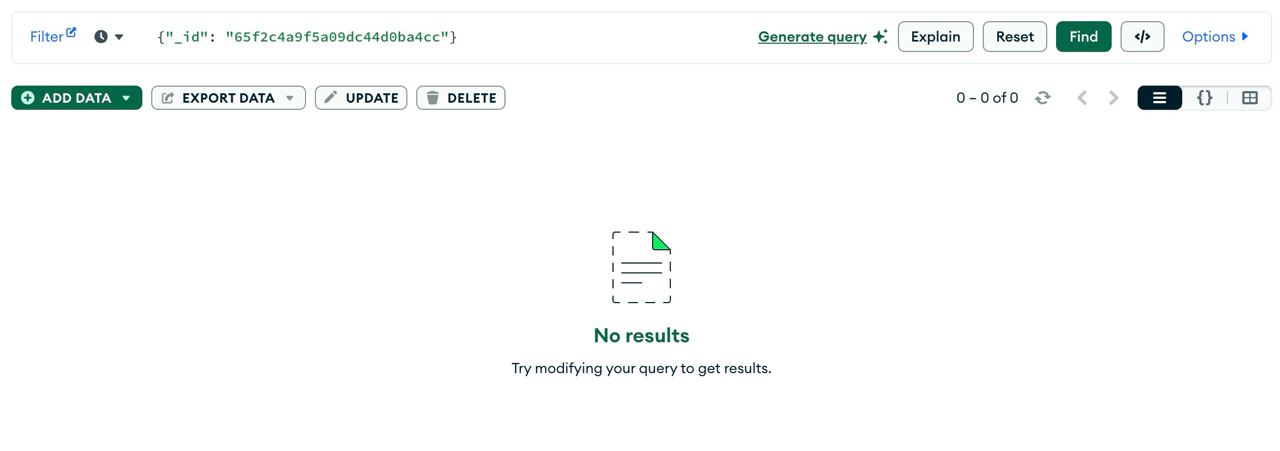 Filter {"_id": "65f2c4a9f5a09dc44d0ba4cc"} Generate query Explain Reset Find </> Options
ADD DATA EXPORT DATA UPDATE DELETE 0 – 0 of 0 {}
No results
Try modifying your query to get results.